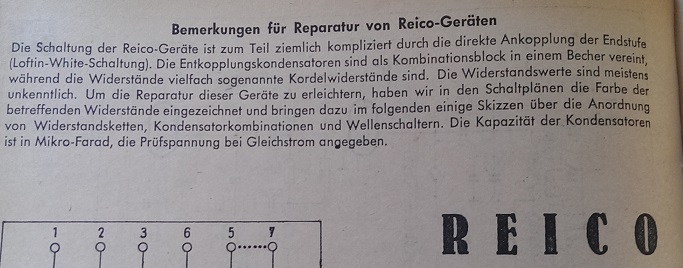 Bemerkungen für Reparatur von Reico-Geräten
Die Schaltung der Reico-Geräte ist zum Teil ziemlich kompliziert durch die direkte Ankopplung der Endstufe
(Loftin-White-Schaltung). Die Entkopplungskondensatoren sind als Kombinationsblock in einem Becher vereint,
während die Widerstände vielfach sogenannte Kordelwiderstände sind. Die Widerstandswerte sind meistens
unkenntlich. Um die Reparatur dieser Geräte zu erleichtern, haben wir in den Schaltplänen die Farbe der
betreffenden Widerstände eingezeichnet und bringen dazu im folgenden einige Skizzen über die Anordnung
von Widerstandsketten, Kondensatorkombinationen und Wellenschaltern. Die Kapazität der Kondensatoren
ist in Mikro-Farad, die Prüfspannung bei Gleichstrom angegeben.
1 2 3 6 5 7
REICO